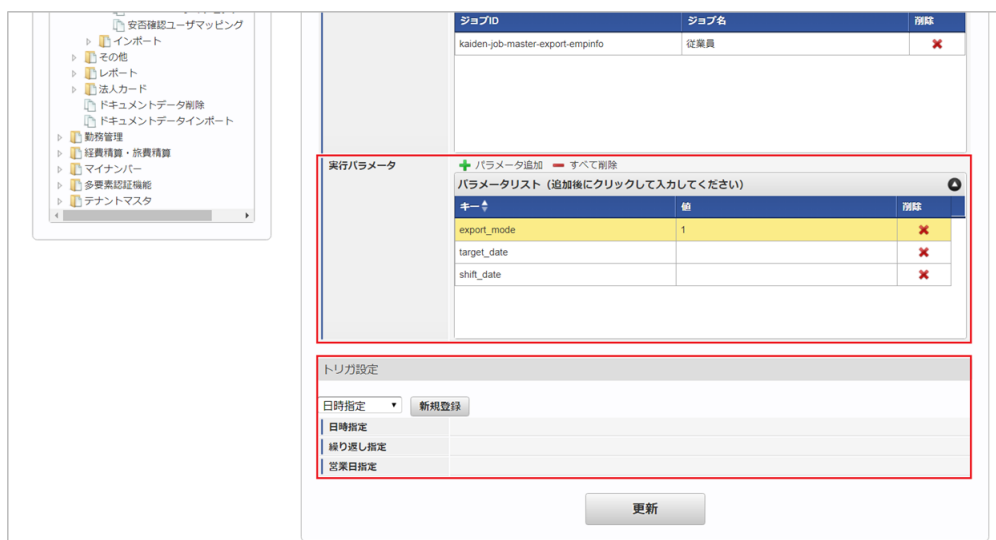 安否確認ユーザマッピング
インポート
その他
レポート
法人カード
ドキュメントデータ削除
ドキュメントデータインポート
勤務管理
経費精算・旅費精算
マイナンバー
多要素認証機能
テナントマスタ
ジョブID ジョブ名 削除
kaiden-job-master-export-empinfo 従業員
実行パラメータ パラメータ追加 すべて削除
パラメータリスト（追加後にクリックして入力してください）
キー 値 削除
export_mode 1
target_date
shift_date
トリガ設定
日時指定 新規登録
日時指定
繰り返し指定
営業日指定
更新